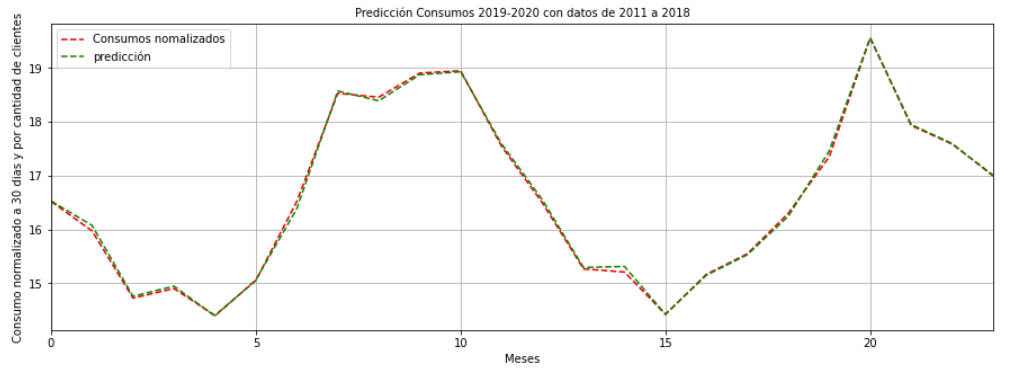 Predicción Consumos 2019-2020 con datos de 2011 a 2018
Consumo normalizado a 30 dias y por cantidad de clientes
Consumos nomalizados
predicción
19
18
17
16
15
0 5 10 15 20
Meses